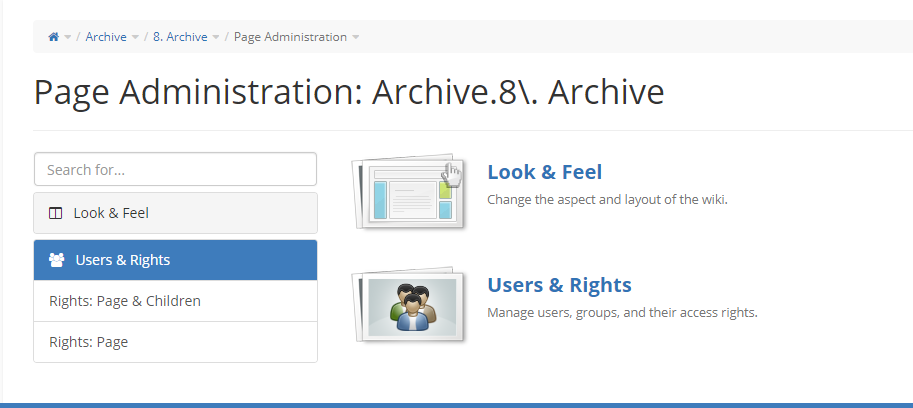 / Archive / 8. Archive / Page Administration
Page Administration: Archive.8\. Archive
Search for...
Look & Feel
Users & Rights
Rights: Page & Children
Rights: Page
Look & Feel
Change the aspect and layout of the wiki.
Users & Rights
Manage users, groups, and their access rights.